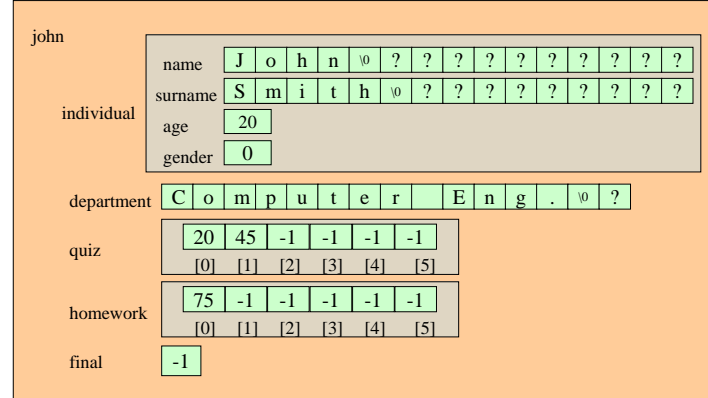 john
name J o h n \0 ? ? ? ? ? ? ? ? ? ?
surname S m i t h \0 ? ? ? ? ? ? ? ? ?
individual
age 20
gender 0
department C o m p u t e r E n g . \0 ?
quiz 20 45 -1 -1 -1 -1
[0] [1] [2] [3] [4] [5]
homework 75 -1 -1 -1 -1 -1
[0] [1] [2] [3] [4] [5]
final -1